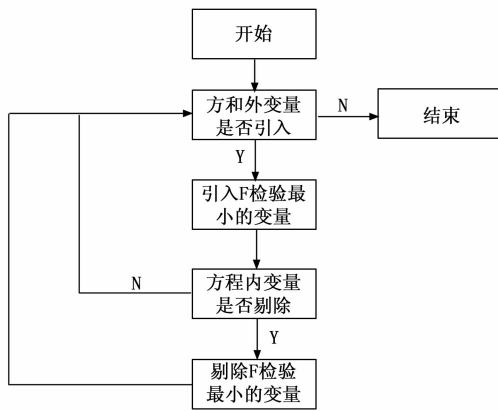 开始
方和外变量
是否引入
N
结束
Y
引入F检验最
小的变量
方程内变量
是否剔除
N
Y
剔除F检验
最小的变量